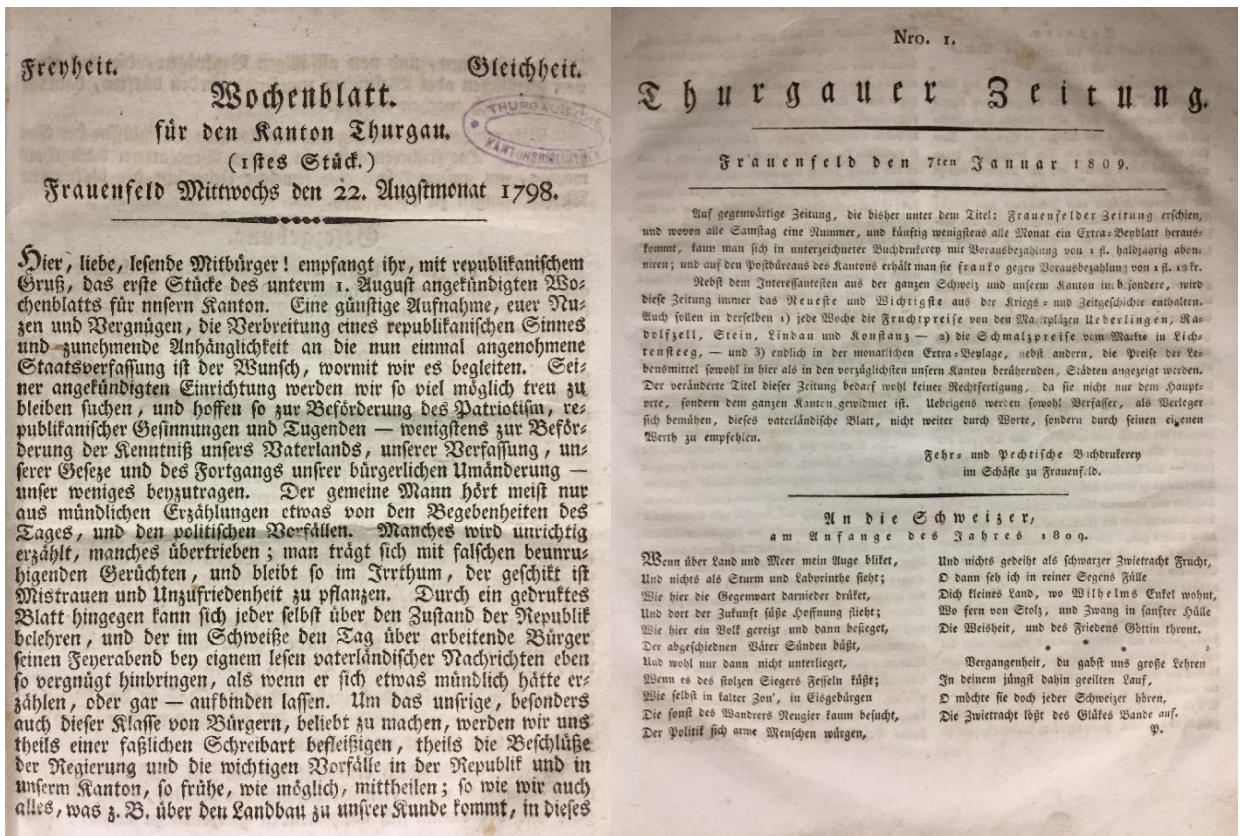 Freyheit. Gleichheit.
Wochenblatt.
für den Kanton Thurgau.
(1stes Stück.)
Frauenfeld Mittwochs den 22. Augstmonat 1798.
THURGAUISCHE KANTONSBIBLIOTHEK
Hier, liebe, lesende Mitbürger! empfangt ihr, mit republikanischem
Gruß, das erste Stücke des unterm 1. August angekündigten Wo-
chenblatts für nnsern Kanton. Eine günstige Aufnahme, euer Nu-
zen und Vergnügen, die Verbreitung eines republikanischen Sinnes
und zunehmende Anhänglichkeit an die nun einmal angenohmene
Staatsverfassung ist der Wunsch, wormit wir es begleiten. Sei-
ner angekündigten Einrichtung werden wir so viel möglich treu zu
bleiben suchen, und hoffen so zur Beförderung des Patriotism, re-
publikanischer Gesinnungen und Tugenden — wenigstens zur Beför-
derung der Kenntniß unsers Vaterlands, unserer Verfassung, un-
serer Geseze und des Fortgangs unsrer bürgerlichen Umänderung —
unser weniges beyzutragen. Der gemeine Mann hört meist nur
aus mündlichen Erzählungen etwas von den Begebenheiten des
Tages, und den politischen Vorfällen. Manches wird unrichtig
erzählt, manches übertrieben; man trägt sich mit falschen beunru-
higenden Gerüchten, und bleibt so im Irrthum, der geschikt ist
Mistrauen und Unzufriedenheit zu pflanzen. Durch ein gedruktes
Blatt hingegen kann sich jeder selbst über den Zustand der Republik
belehren, und der im Schweiße den Tag über arbeitende Bürger
seinen Feyerabend bey eignem lesen vaterländischer Nachrichten eben
so vergnügt hinbringen, als wenn er sich etwas mündlich hätte er-
zählen, oder gar — aufbinden lassen. Um das unsrige, besonders
auch dieser Klasse von Bürgern, beliebt zu machen, werden wir uns
theils einer faßlichen Schreibart befleißigen, theils die Beschlüße
der Regierung und die wichtigen Vorfälle in der Republik und in
unserm Kanton, so frühe, wie möglich, mittheilen; so wie wir auch
alles, was z. B. über den Landbau zu unsrer Kunde kommt, in dieses
Nro. 1.
Thurgauer Zeitung.
Frauenfeld den 7ten Januar 1809.
Auf gegenwärtige Zeitung, die bisher unter dem Titel: Frauenfelder Zeitung erschien,
und wovon alle Samstag eine Nummer, und künftig wenigstens alle Monat ein Extra-Beyblatt heraus-
kommt, kann man sich in unterzeichneter Buchdrukerey mit Vorausbezahlung von 1 fl. halbjährig abon-
niren; und auf den Postbüreaus des Kantons erhält man sie franko gegen Vorausbezahlung von 1 fl. 12 kr.
Nebst dem Interessantesten aus der ganzen Schweiz und unserm Kanton insbesondere, wird
diese Zeitung immer das Neueste und Wichtigste aus der Kriegs- und Zeitgeschichte enthalten.
Auch sollen in derselben 1) jede Woche die Fruchtpreise von den Marktpläzen Ueberlingen, Ra-
dolfzell, Stein, Lindau und Konstanz — 2) die Schmalzpreise vom Markte in Lich-
tensteeg, — und 3) endlich in der monatlichen Extra-Beylage, nebst andern, die Preise der Le-
bensmittel sowohl in hier als in den vorzüglichsten unsern Kanton berührenden, Städten angezeigt werden.
Der veränderte Titel dieser Zeitung bedarf wohl keiner Rechtfertigung, da sie nicht nur dem Haupt-
orte, sondern dem ganzen Kanton gewidmet ist. Uebrigens werden sowohl Verfasser, als Verleger
sich bemühen, dieses vaterländische Blatt, nicht weiter durch Worte, sondern durch seinen eigenen
Werth zu empfehlen.
Fehr- und Pechtische Buchdrukerey
im Schäfle zu Frauenfeld.
An die Schweizer,
am Anfange des Jahres 1809.
Wenn über Land und Meer mein Auge bliket,
Und nichts als Sturm und Labyrinthe sieht;
Wie hier die Gegenwart darnieder drüket,
Und dort der Zukunft süße Hoffnung flieht;
Wie hier ein Volk gereizt und dann besieget,
Der abgeschiednen Väter Sünden büßt,
Und wohl nur dann nicht unterlieget,
Wenn es des stolzen Siegers Fesseln küßt;
Wie selbst in kalter Zon', in Eisgebürgen
Die sonst des Wandrers Neugier kaum besucht,
Der Politik sich arme Menschen würgen,
Und nichts gedeiht als schwarzer Zwietracht Frucht,
O dann seh ich in reiner Segens Fülle
Dich kleines Land, wo Wilhelms Enkel wohnt,
Wo fern von Stolz, und Zwang in sanfter Hülle
Die Weisheit, und des Friedens Göttin thront.
* * *
Vergangenheit, du gabst uns große Lehren
In deinem jüngst dahin geeilten Lauf,
O möchte sie doch jeder Schweizer hören,
Die Zwietracht lößt des Glükes Bande auf.
P.